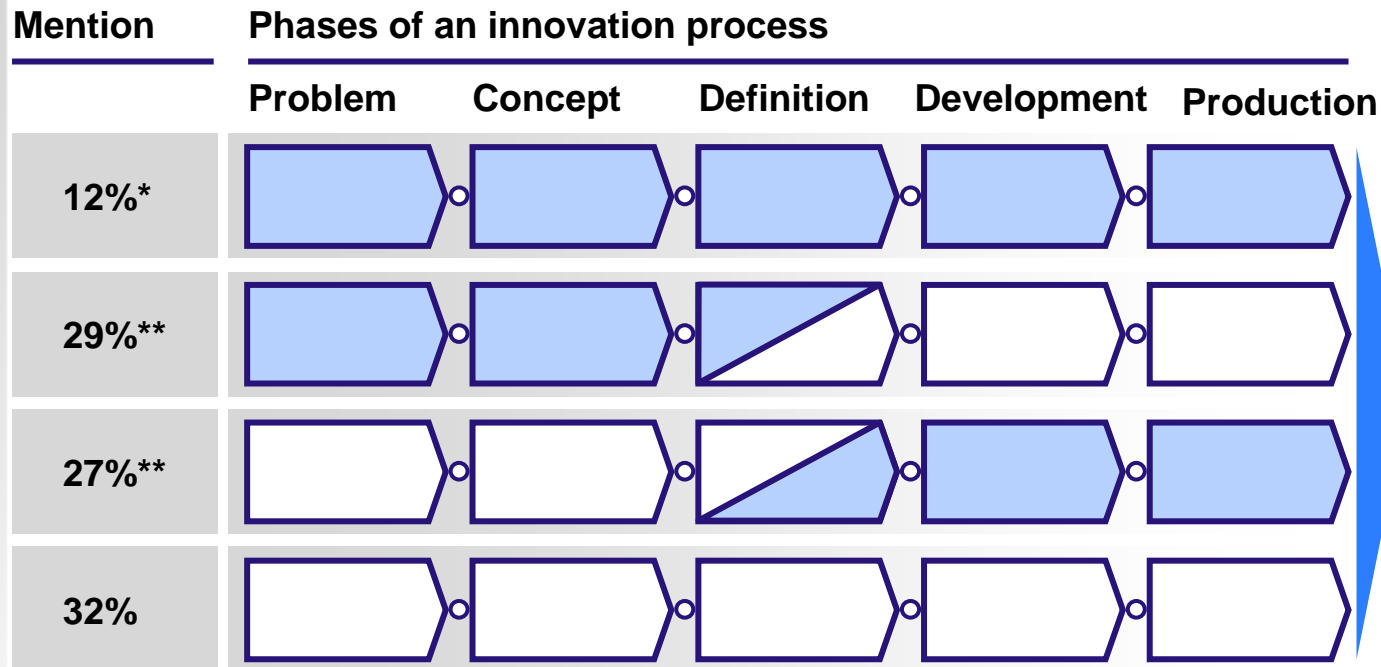 Mention Phases of an innovation process
Problem Concept Definition Development Production
12%*
29%**
27%**
32%